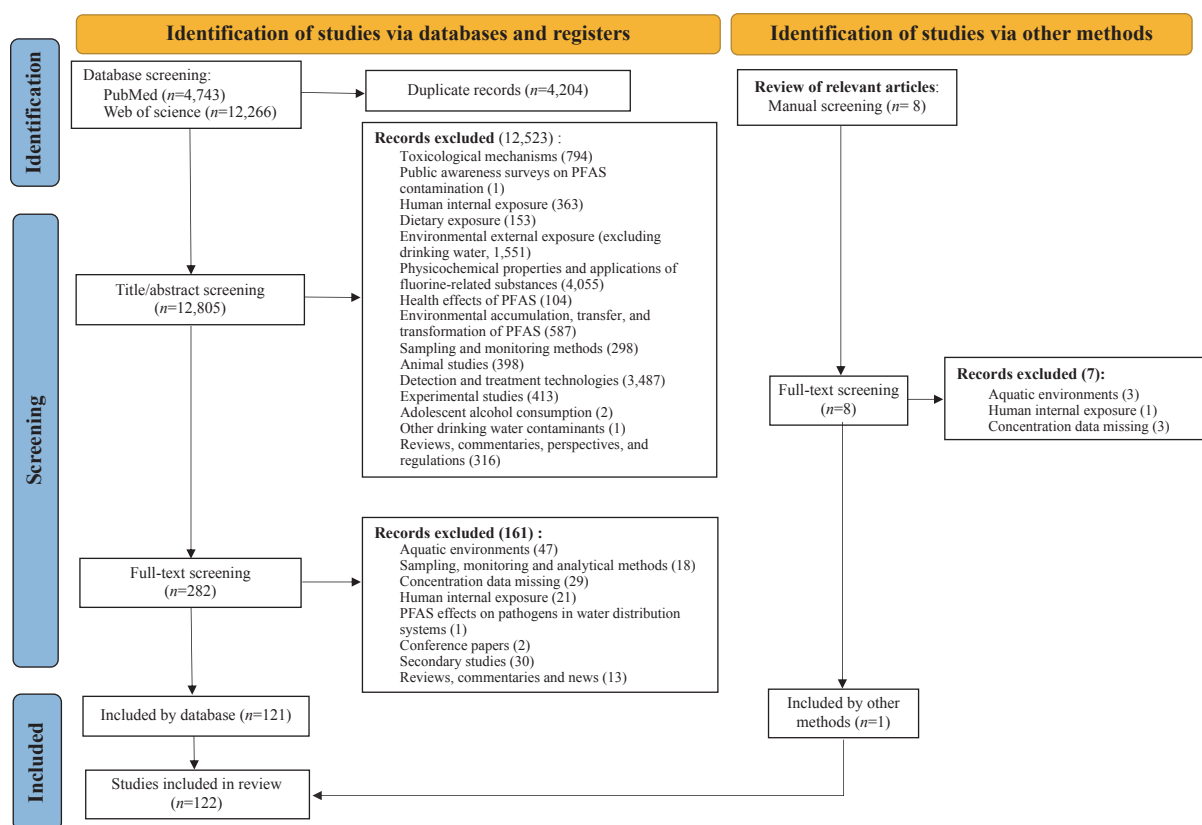 Identification of studies via databases and registers
Identification of studies via other methods
Identification
Database screening:
PubMed (n=4,743)
Web of science (n=12,266)
Duplicate records (n=4,204)
Review of relevant articles:
Manual screening (n= 8)
Records excluded (12,523) :
Toxicological mechanisms (794)
Public awareness surveys on PFAS
contamination (1)
Human internal exposure (363)
Dietary exposure (153)
Environmental external exposure (excluding
drinking water, 1,551)
Physicochemical properties and applications of
fluorine-related substances (4,055)
Health effects of PFAS (104)
Environmental accumulation, transfer, and
transformation of PFAS (587)
Sampling and monitoring methods (298)
Animal studies (398)
Detection and treatment technologies (3,487)
Experimental studies (413)
Adolescent alcohol consumption (2)
Other drinking water contaminants (1)
Reviews, commentaries, perspectives, and
regulations (316)
Screening
Title/abstract screening
(n=12,805)
Full-text screening
(n=8)
Records excluded (7):
Aquatic environments (3)
Human internal exposure (1)
Concentration data missing (3)
Full-text screening
(n=282)
Records excluded (161) :
Aquatic environments (47)
Sampling, monitoring and analytical methods (18)
Concentration data missing (29)
Human internal exposure (21)
PFAS effects on pathogens in water distribution
systems (1)
Conference papers (2)
Secondary studies (30)
Reviews, commentaries and news (13)
Included
Included by database (n=121)
Included by other
methods (n=1)
Studies included in review
(n=122)